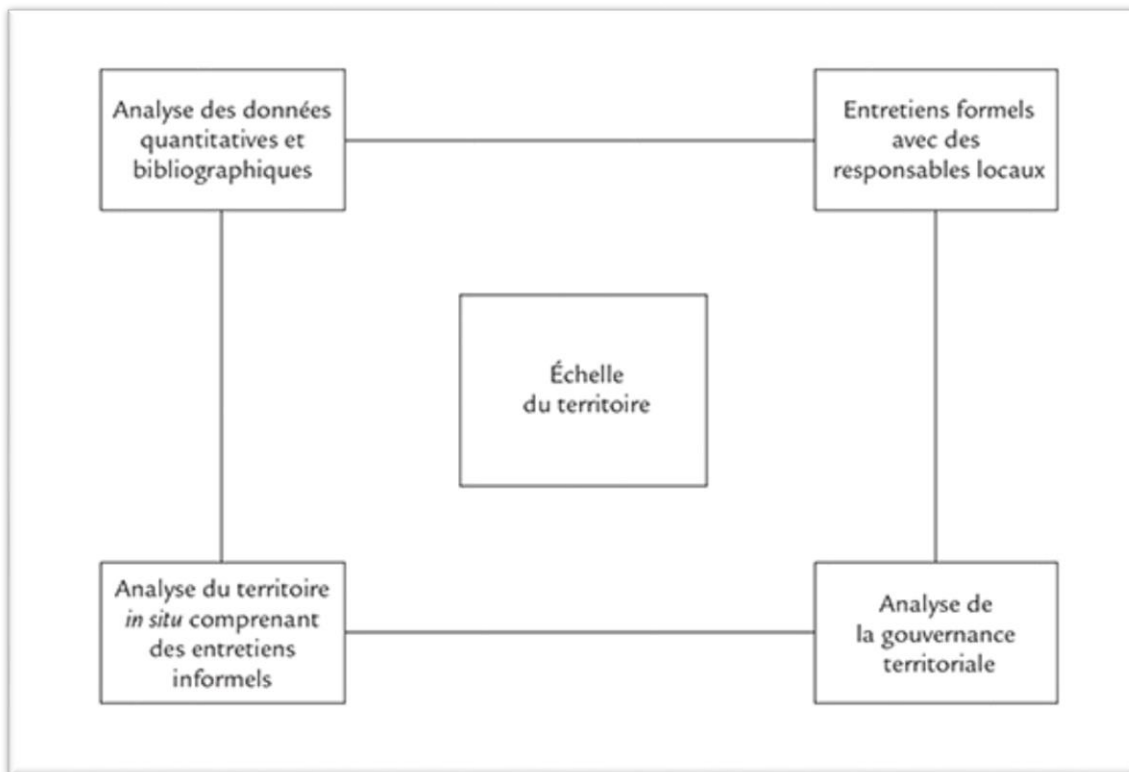 Analyse des données
quantitatives et
bibliographiques
Entretiens formels
avec des
responsables locaux
Échelle
du territoire
Analyse du territoire
in situ comprenant
des entretiens
informels
Analyse de
la gouvernance
territoriale